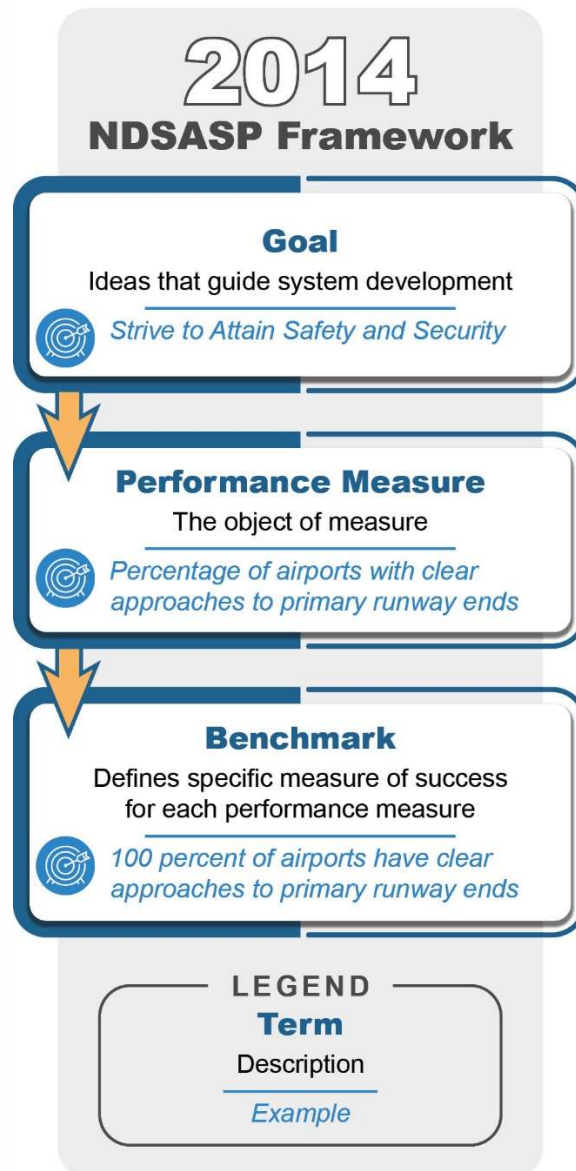 2014
NDSASP Framework
Goal
Ideas that guide system development
Strive to Attain Safety and Security
Performance Measure
The object of measure
Percentage of airports with clear
approaches to primary runway ends
Benchmark
Defines specific measure of success
for each performance measure
100 percent of airports have clear
approaches to primary runway ends
LEGEND
Term
Description
Example